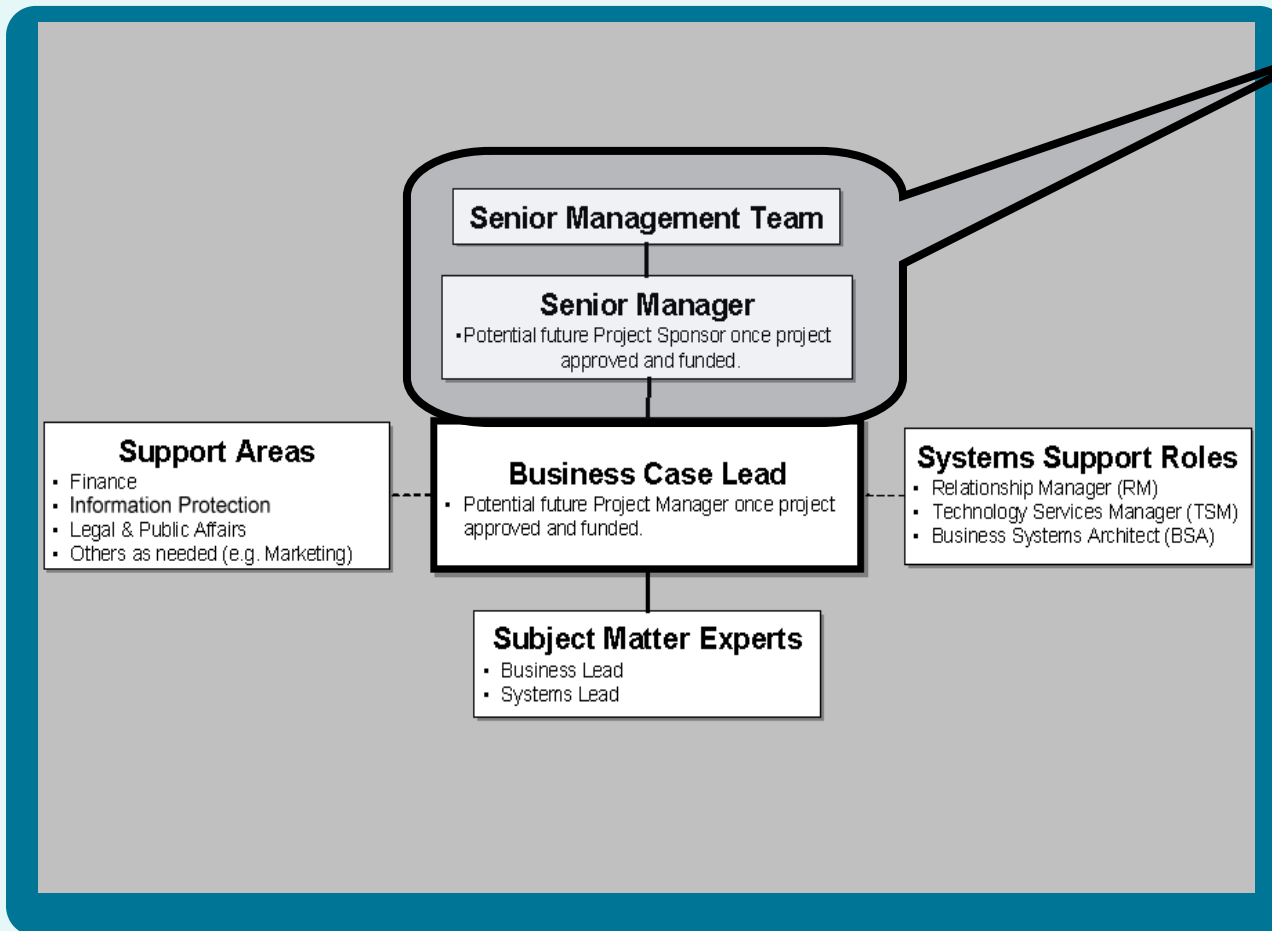 Senior Management Team
Senior Manager
▪Potential future Project Sponsor once project
approved and funded.
Support Areas
▪ Finance
▪ Information Protection
▪ Legal & Public Affairs
▪ Others as needed (e.g. Marketing)
Business Case Lead
▪ Potential future Project Manager once project
approved and funded.
Systems Support Roles
▪ Relationship Manager (RM)
▪ Technology Services Manager (TSM)
▪ Business Systems Architect (BSA)
Subject Matter Experts
▪ Business Lead
▪ Systems Lead